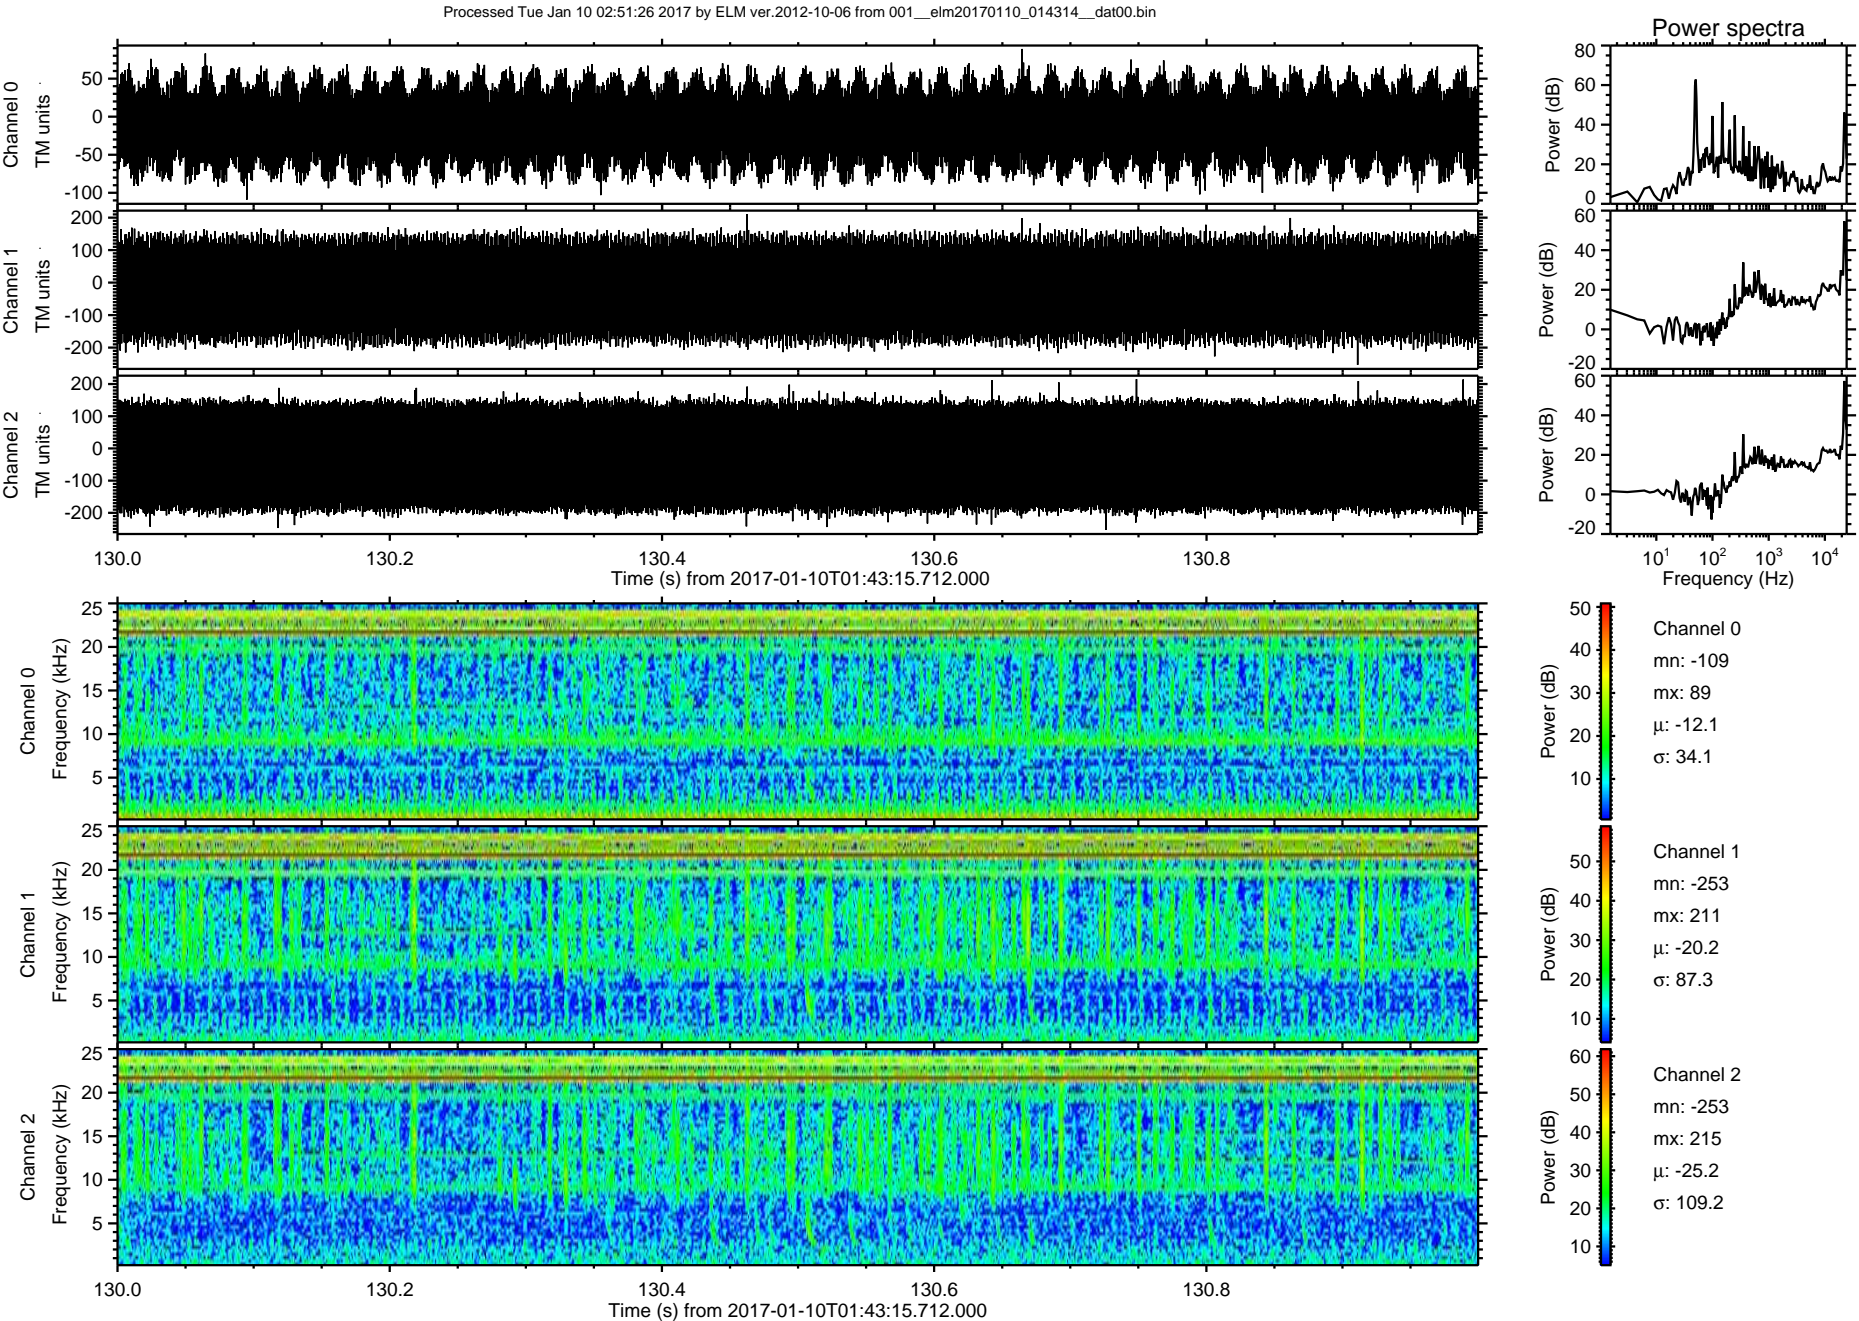 Processed Tue Jan 10 02:51:26 2017 by ELM ver.2012-10-06 from 001__elm20170110_014314__dat00.bin
Power spectra
Channel 0
TM units
50
0
-50
-100
Power (dB)
80
60
40
20
0
Channel 1
TM units
200
100
0
-100
-200
Power (dB)
60
40
20
0
-20
Channel 2
TM units
200
100
0
-100
-200
Power (dB)
60
40
20
0
-20
130.0 130.2 130.4 130.6 130.8
Time (s) from 2017-01-10T01:43:15.712.000
10¹ 10² 10³ 10⁴
Frequency (Hz)
Channel 0
Frequency (kHz)
25
20
15
10
5
Power (dB)
50
40
30
20
10
Channel 0
mn: -109
mx: 89
μ: -12.1
σ: 34.1
Channel 1
Frequency (kHz)
25
20
15
10
5
Power (dB)
50
40
30
20
10
Channel 1
mn: -253
mx: 211
μ: -20.2
σ: 87.3
Channel 2
Frequency (kHz)
25
20
15
10
5
Power (dB)
60
50
40
30
20
10
Channel 2
mn: -253
mx: 215
μ: -25.2
σ: 109.2
130.0 130.2 130.4 130.6 130.8
Time (s) from 2017-01-10T01:43:15.712.000